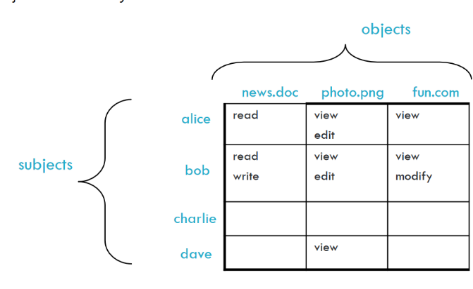 objects
news.doc photo.png fun.com
alice read view view
edit
subjects
bob read view view
write edit modify
charlie
dave view